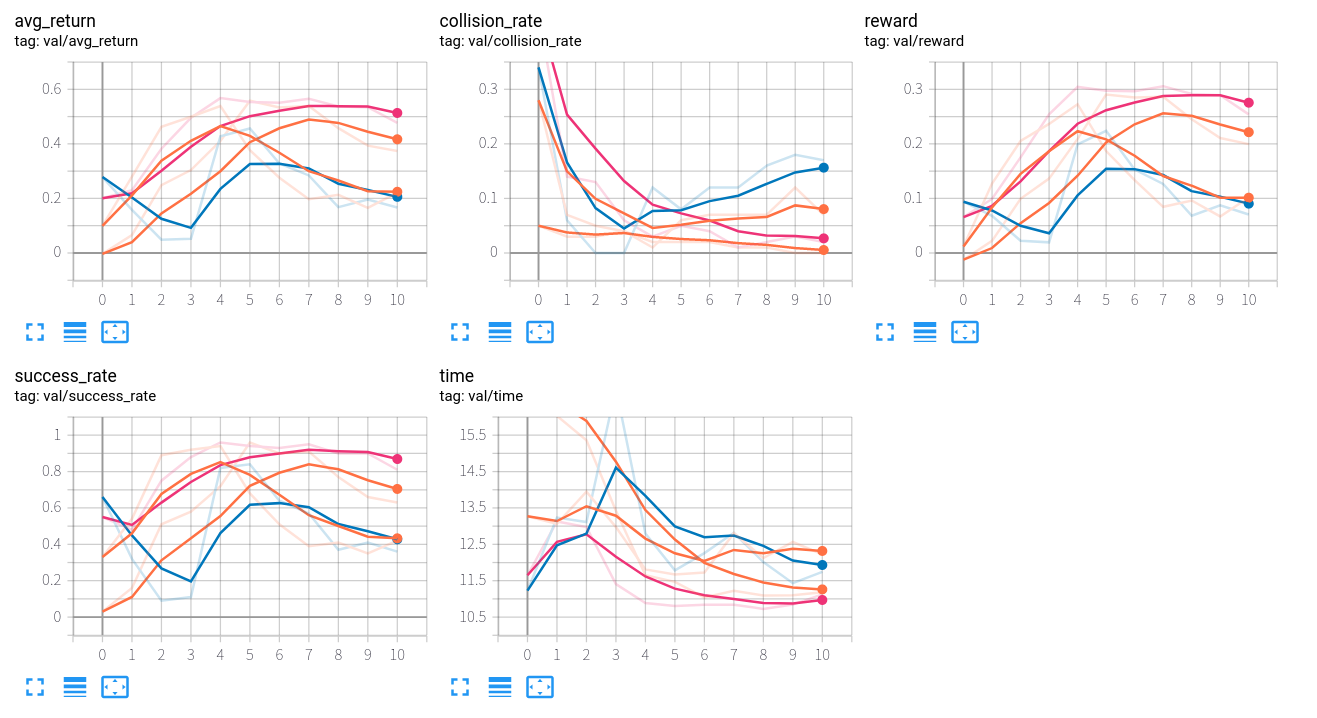 avg_return
tag: val/avg_return
0.6
0.4
0.2
0
0 1 2 3 4 5 6 7 8 9 10
collision_rate
tag: val/collision_rate
0.3
0.2
0.1
0
0 1 2 3 4 5 6 7 8 9 10
reward
tag: val/reward
0.3
0.2
0.1
0
0 1 2 3 4 5 6 7 8 9 10
success_rate
tag: val/success_rate
1
0.8
0.6
0.4
0.2
0
0 1 2 3 4 5 6 7 8 9 10
time
tag: val/time
15.5
14.5
13.5
12.5
11.5
10.5
0 1 2 3 4 5 6 7 8 9 10